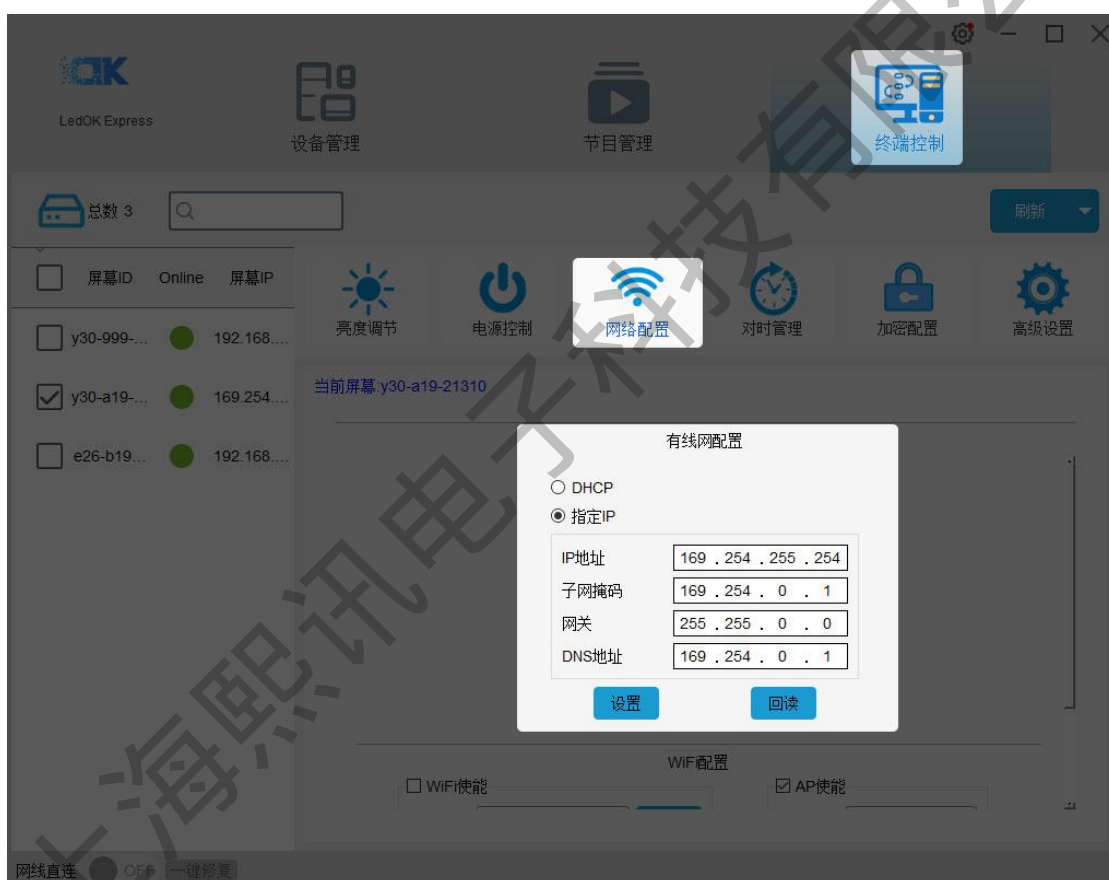 LedOK Express
设备管理
节目管理
终端控制
总数 3
刷新
屏幕ID Online 屏幕IP
亮度调节
电源控制
网络配置
对时管理
加密配置
高级设置
y30-999-... 192.168....
y30-a19-... 169.254....
e26-b19... 192.168....
当前屏幕:y30-a19-21310
有线网配置
DHCP
指定IP
IP地址 169 . 254 . 255 . 254
子网掩码 169 . 254 . 0 . 1
网关 255 . 255 . 0 . 0
DNS地址 169 . 254 . 0 . 1
设置
回读
WiFi配置
WiFi使能
AP使能
网线直连 OFF 一键修复
上海熙讯电子科技有限公